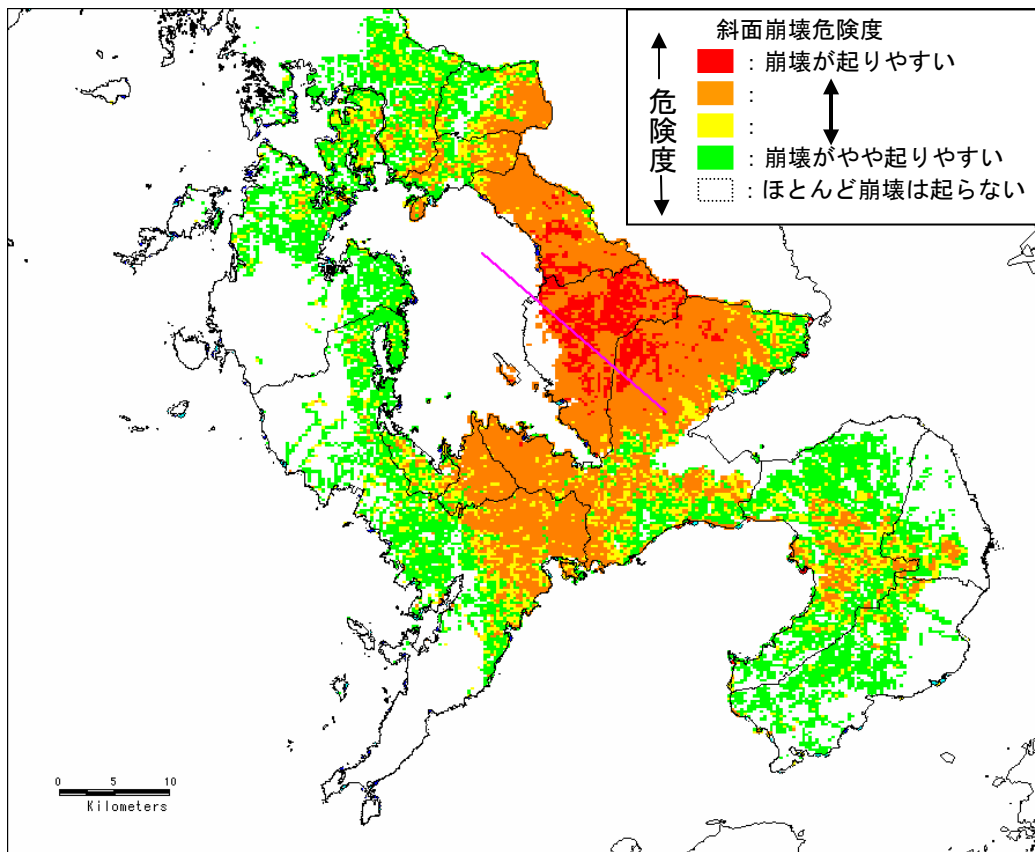 斜面崩壊危険度
：崩壊が起りやすい
：
：
：崩壊がやや起りやすい
：ほとんど崩壊は起らない
危険度
0 5 10
Kilometers